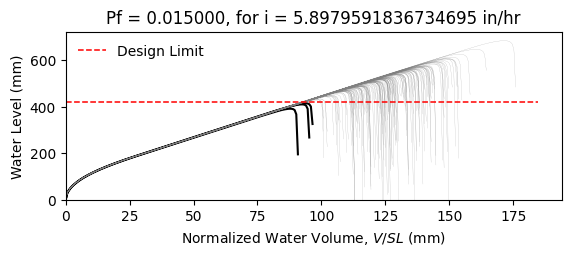 Pf = 0.015000, for i = 5.8979591836734695 in/hr
Design Limit
Water Level (mm)
600
400
200
0
0 25 50 75 100 125 150 175
Normalized Water Volume, V/SL (mm)